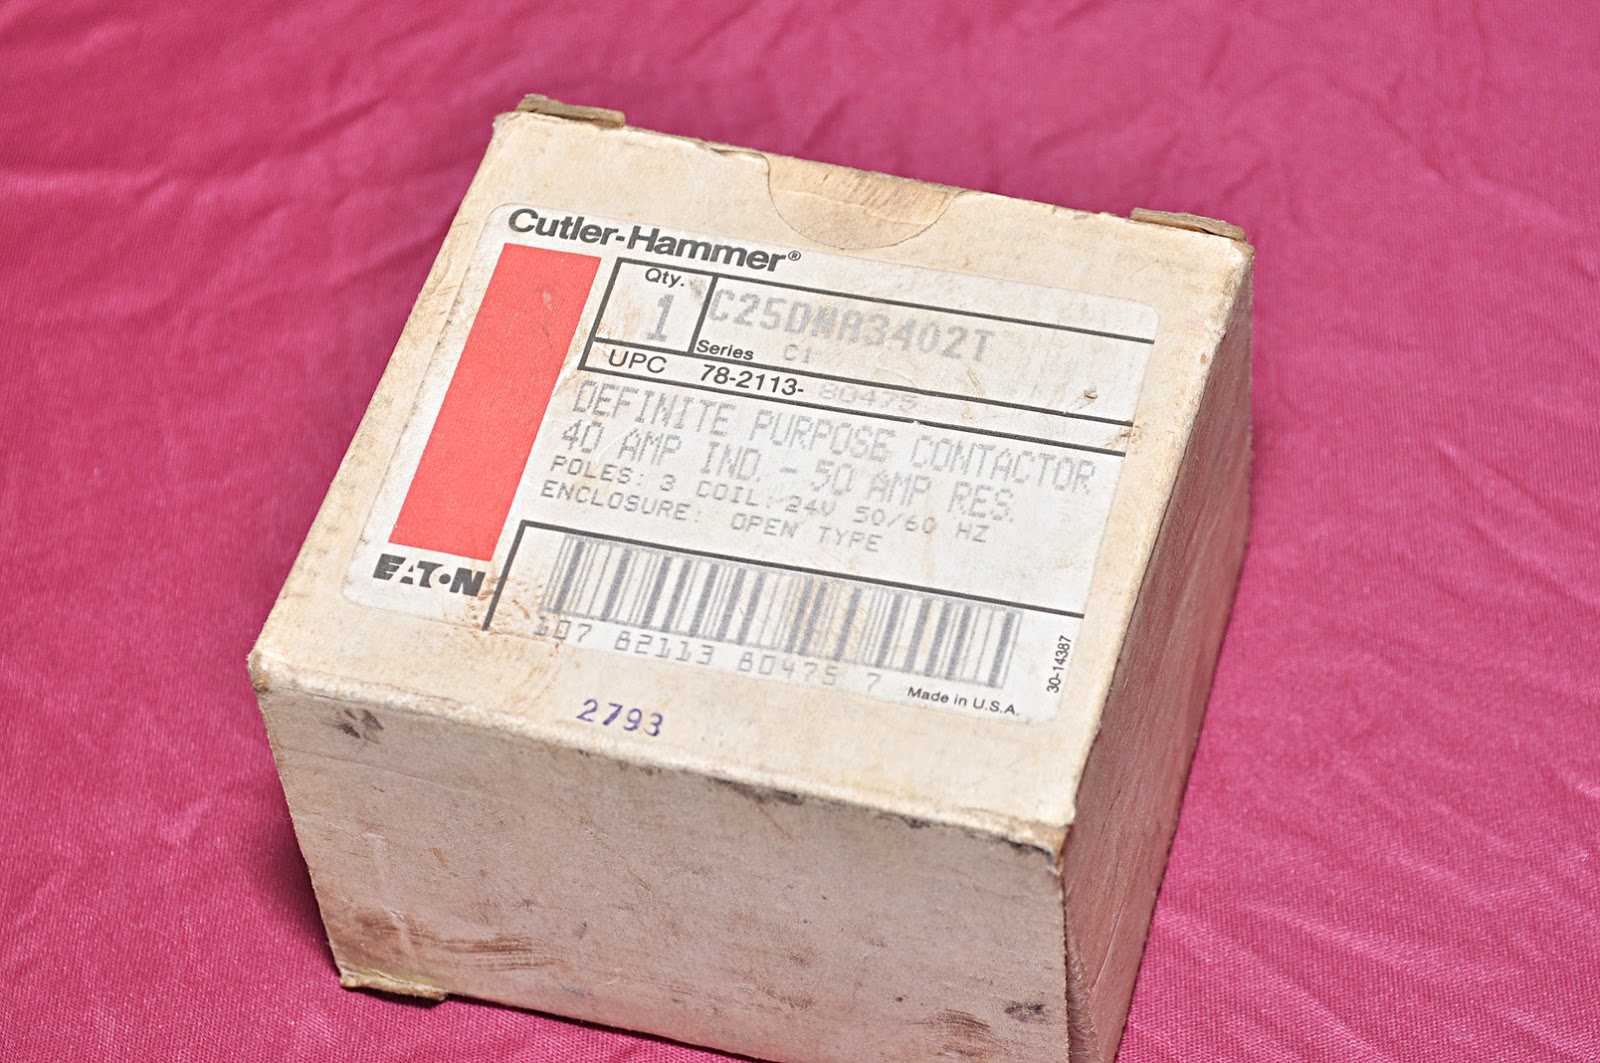 Cutler-Hammer®
Qty.
1
C25DNA3402T
Series C1
UPC 78-2113-80475
DEFINITE PURPOSE CONTACTOR
40 AMP IND. - 50 AMP RES.
POLES: 3 COIL: 24V 50/60 HZ
ENCLOSURE: OPEN TYPE
EATON
107 82113 80475 7
Made in U.S.A.
30-14387
2793